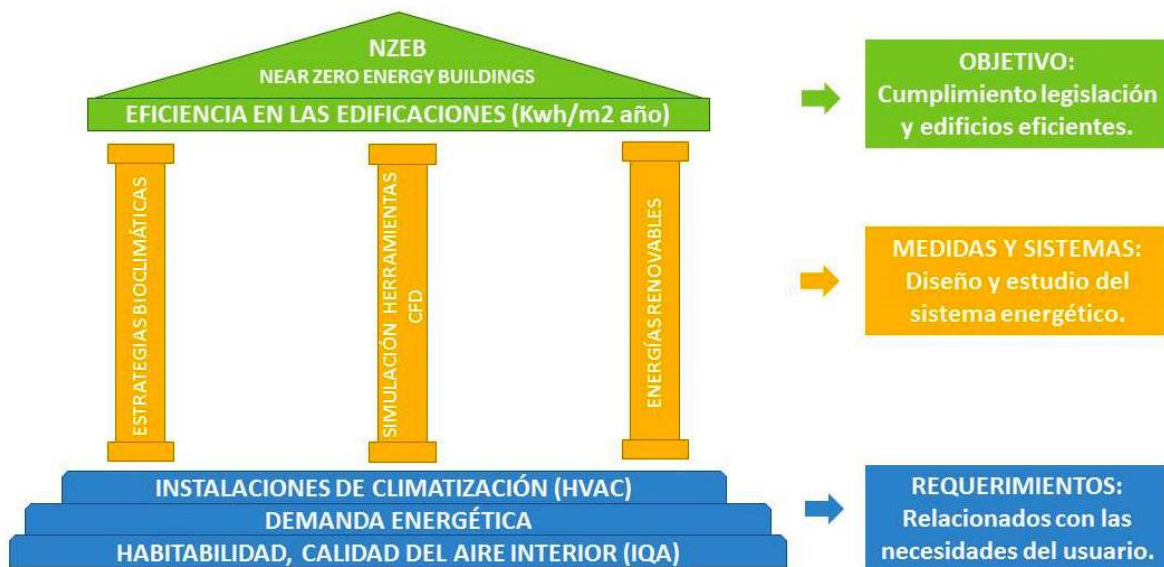 NZEB
NEAR ZERO ENERGY BUILDINGS
EFICIENCIA EN LAS EDIFICACIONES (Kwh/m2 año)
OBJETIVO:
Cumplimiento legislación
y edificios eficientes.
ESTRATEGIAS BIOCLIMÁTICAS
SIMULACIÓN HERRAMIENTAS
CFD
ENERGÍAS RENOVABLES
MEDIDAS Y SISTEMAS:
Diseño y estudio del
sistema energético.
INSTALACIONES DE CLIMATIZACIÓN (HVAC)
DEMANDA ENERGÉTICA
HABITABILIDAD, CALIDAD DEL AIRE INTERIOR (IQA)
REQUERIMIENTOS:
Relacionados con las
necesidades del usuario.